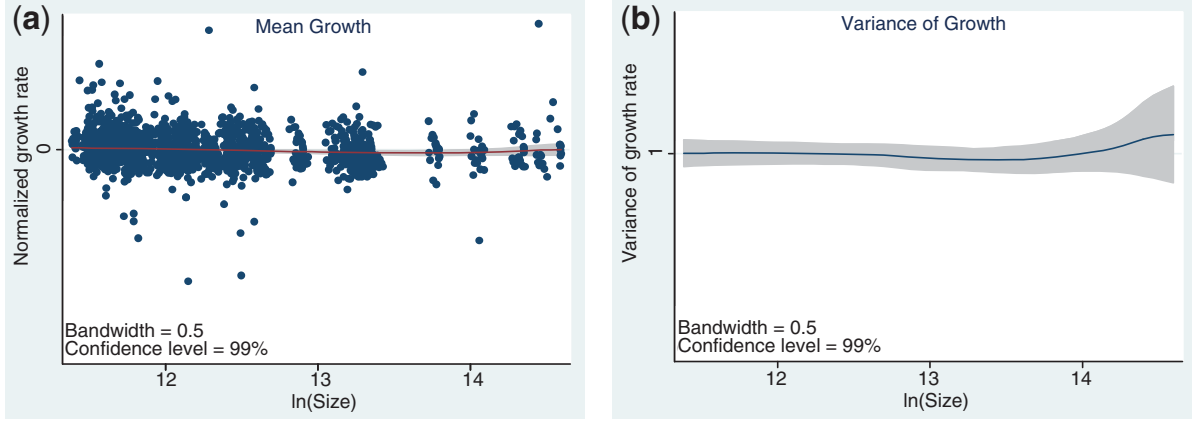 (a)
Mean Growth
Normalized growth rate
0
Bandwidth = 0.5
Confidence level = 99%
12 13 14
ln(Size)
(b)
Variance of Growth
Variance of growth rate
1
Bandwidth = 0.5
Confidence level = 99%
12 13 14
ln(Size)